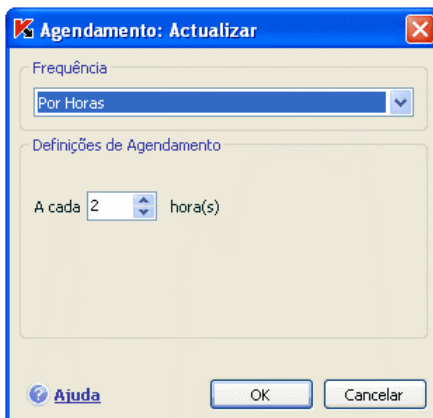 Agendamento: Actualizar
Frequência
Por Horas
Definições de Agendamento
A cada 2 hora(s)
Ajuda OK Cancelar